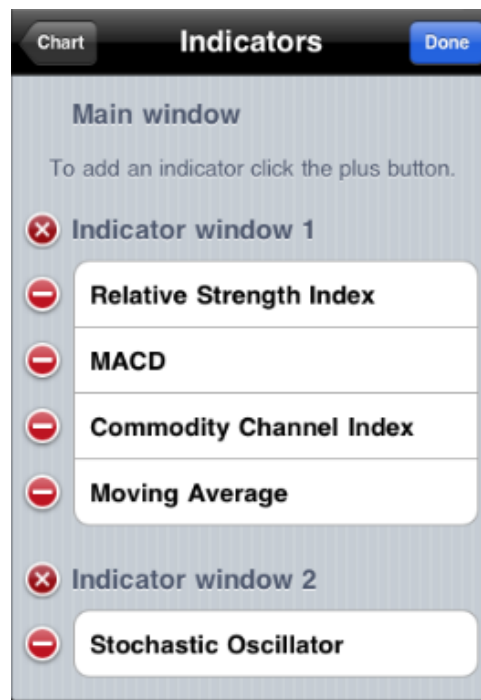 Chart
Indicators
Done
Main window
To add an indicator click the plus button.
Indicator window 1
Relative Strength Index
MACD
Commodity Channel Index
Moving Average
Indicator window 2
Stochastic Oscillator